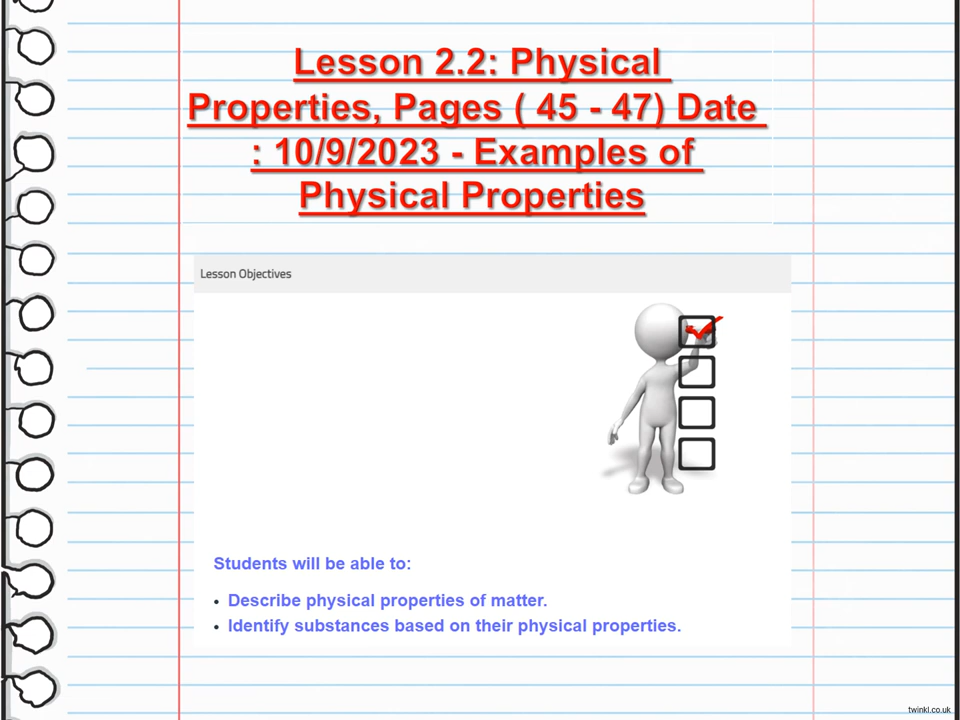 Lesson 2.2: Physical
Properties, Pages ( 45 - 47) Date
: 10/9/2023 - Examples of
Physical Properties
Lesson Objectives
Students will be able to:
• Describe physical properties of matter.
• Identify substances based on their physical properties.
twinkl.co.uk